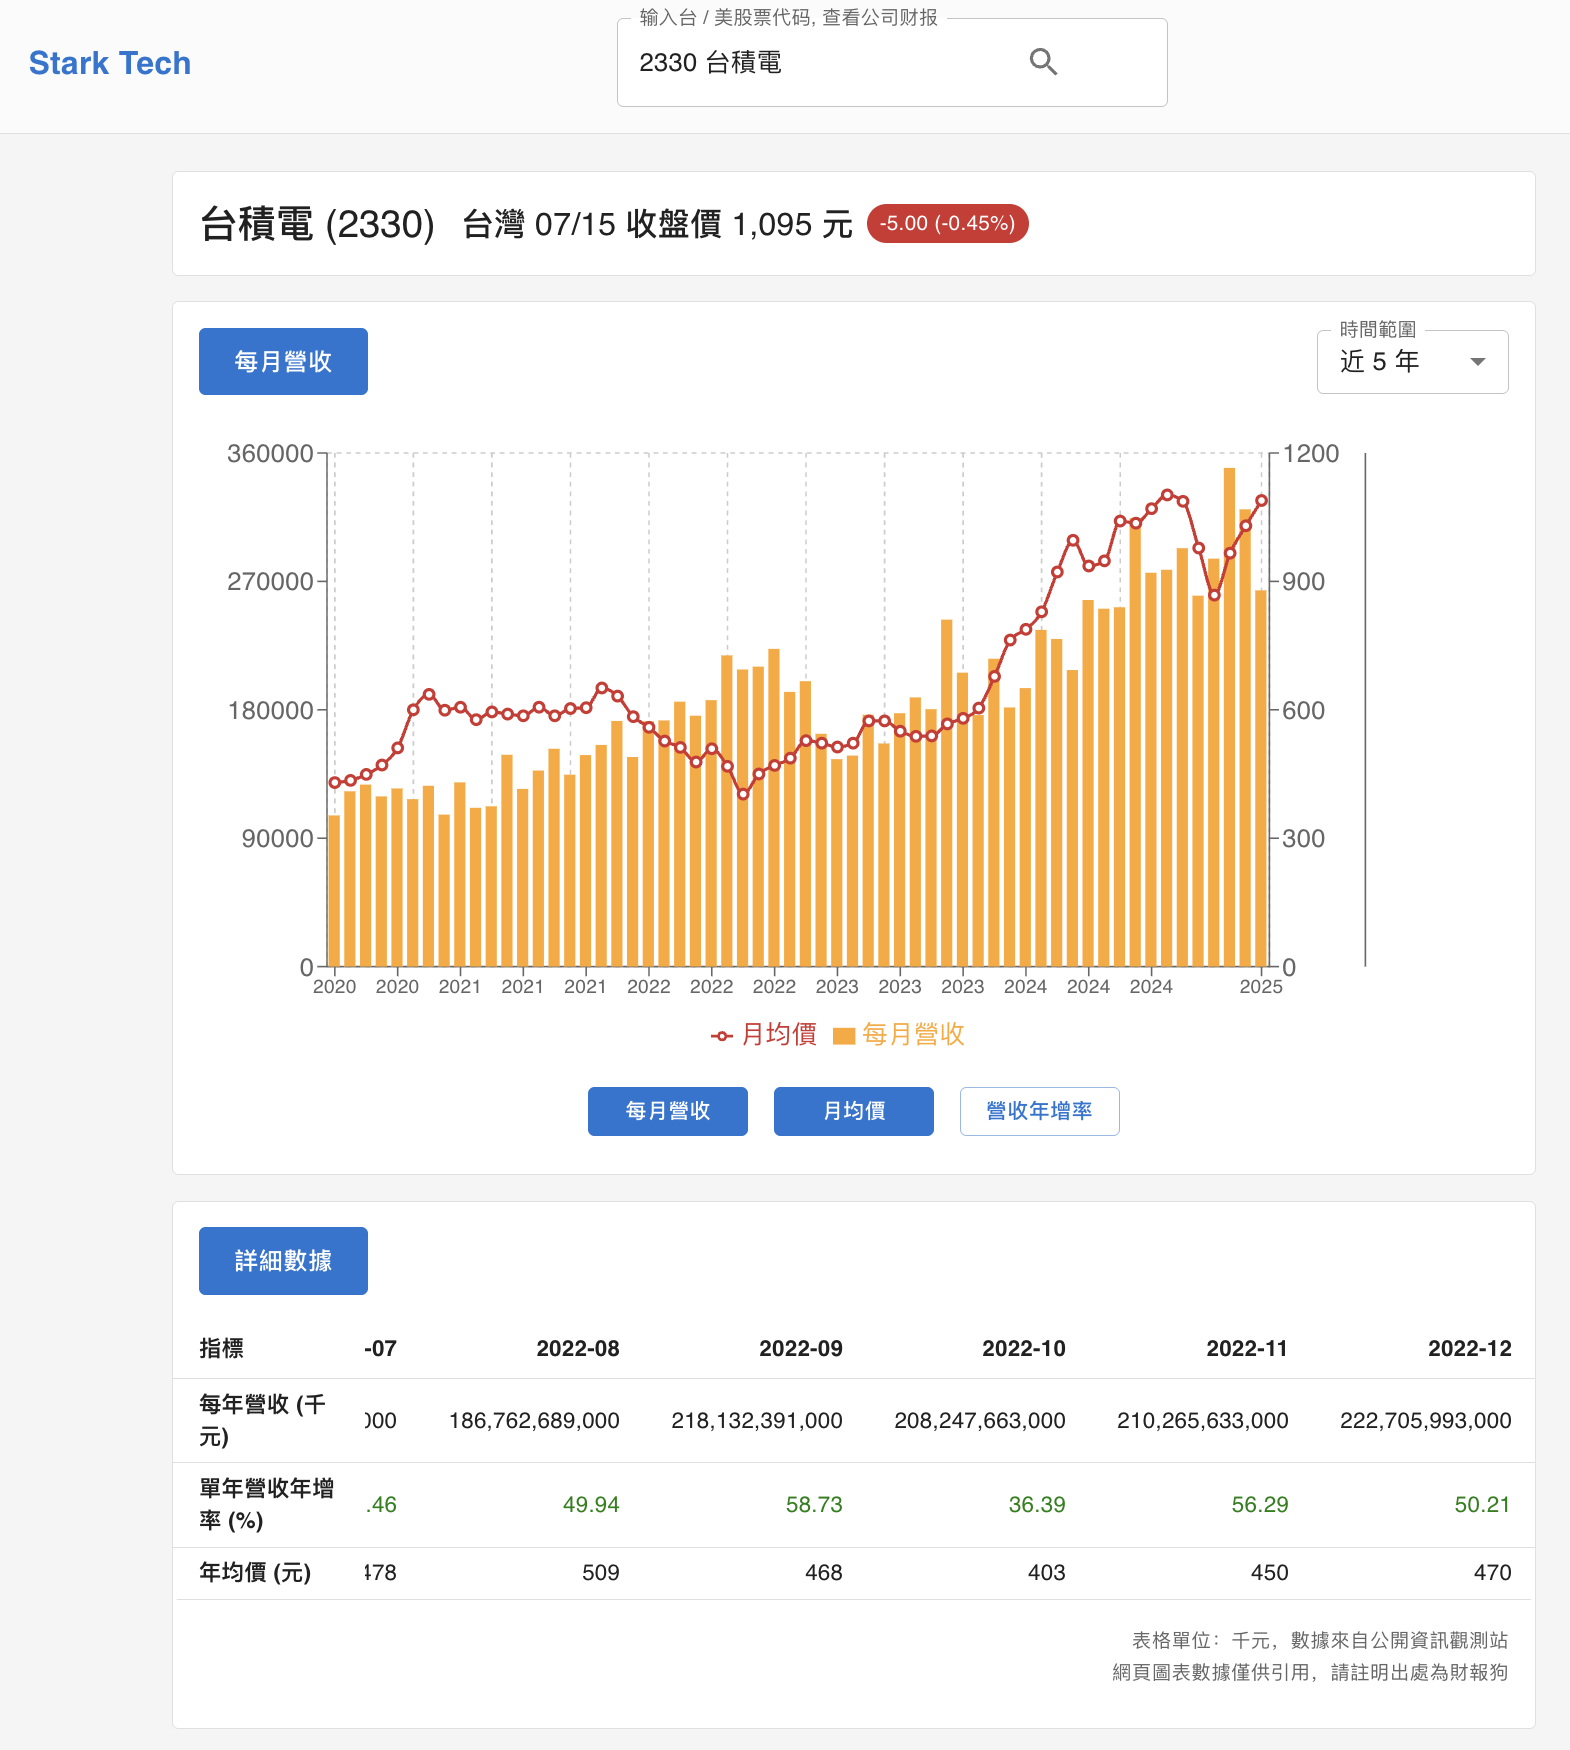 Stark Tech
输入台 / 美股票代码, 查看公司财报
2330 台積電
台積電 (2330) 台灣 07/15 收盤價 1,095 元 -5.00 (-0.45%)
每月營收
時間範圍
近 5 年
360000 1200
270000 900
180000 600
90000 300
0 0
2020 2020 2021 2021 2021 2022 2022 2022 2023 2023 2023 2024 2024 2024 2025
月均價 每月營收
每月營收 月均價 營收年增率
詳細數據
指標 -07 2022-08 2022-09 2022-10 2022-11 2022-12
每年營收 (千
元) 000 186,762,689,000 218,132,391,000 208,247,663,000 210,265,633,000 222,705,993,000
單年營收年增
率 (%) .46 49.94 58.73 36.39 56.29 50.21
年均價 (元) 478 509 468 403 450 470
表格單位：千元，數據來自公開資訊觀測站
網頁圖表數據僅供引用，請註明出處為財報狗